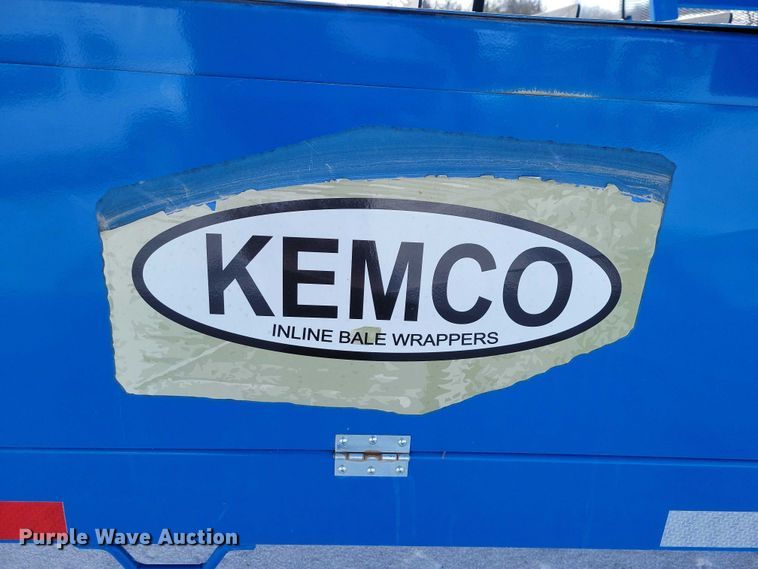 KEMCO
INLINE BALE WRAPPERS
Purple Wave Auction